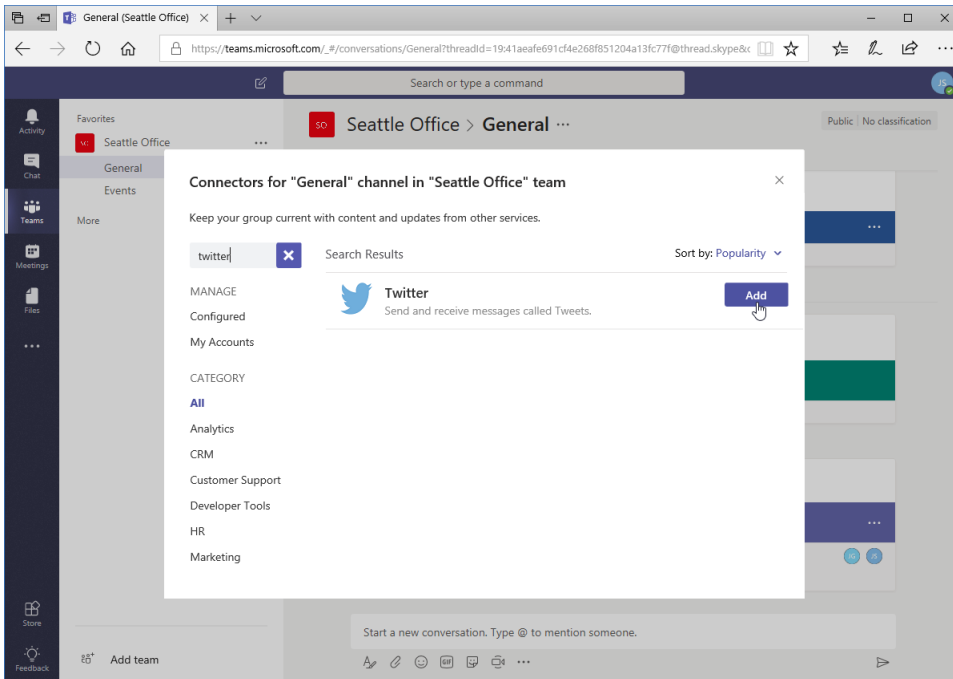 General (Seattle Office)
https://teams.microsoft.com/_#/conversations/General?threadId=19:41aeafe691cf4e268f851204a13fc77f@thread.skype&c
Search or type a command
JS
Activity
Chat
Teams
Meetings
Files
Store
Feedback
Favorites
SO
Seattle Office
General
Events
More
Add team
SO
Seattle Office > General
Public
No classification
Connectors for "General" channel in "Seattle Office" team
Keep your group current with content and updates from other services.
twitter
Search Results
Sort by: Popularity
MANAGE
Configured
My Accounts
CATEGORY
All
Analytics
CRM
Customer Support
Developer Tools
HR
Marketing
Twitter
Send and receive messages called Tweets.
Add
JS
Start a new conversation. Type @ to mention someone.
GIF